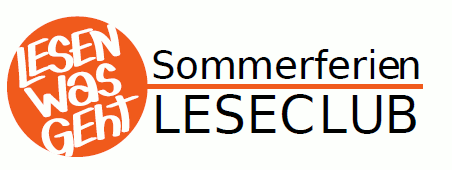 LESEN
WAS
GEHT
Sommerferien
LESECLUB